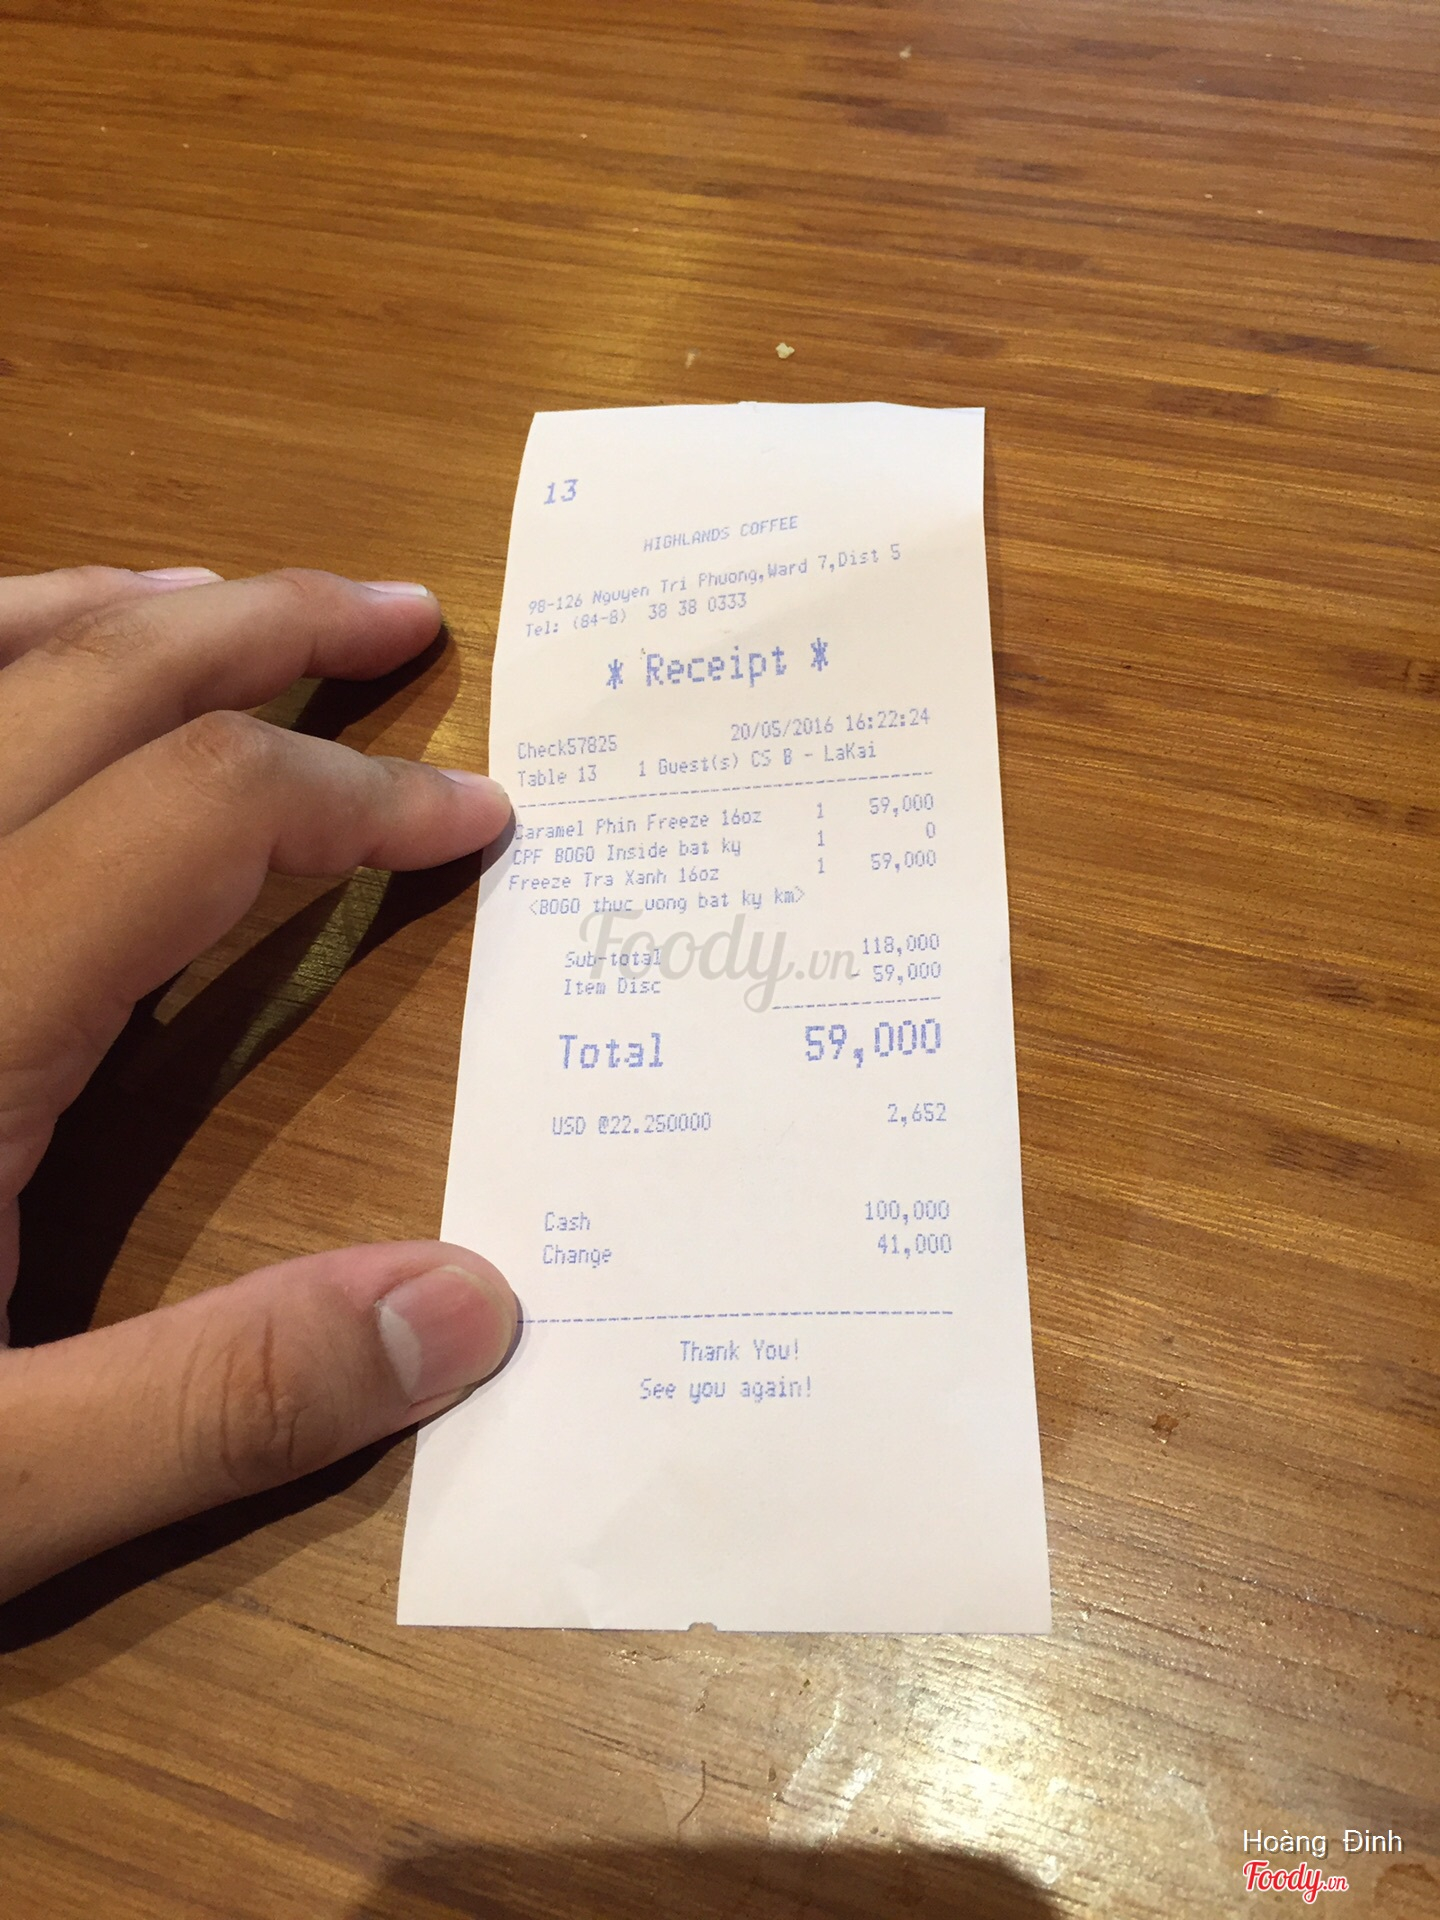 13
HIGHLANDS COFFEE
98-126 Nguyen Tri Phuong,Ward 7,Dist 5
Tel: (84-8) 38 38 0333
* Receipt *
Check57825 20/05/2016 16:22:24
Table 13 1 Guest(s) CS B - LaKai
Caramel Phin Freeze 16oz 1 59,000
CPF BOGO Inside bat ky 1 0
Freeze Tra Xanh 16oz 1 59,000
<BOGO thuc uong bat ky km>
Foody.vn
Sub-total 118,000
Item Disc - 59,000
Total 59,000
USD @22.250000 2,652
Cash 100,000
Change 41,000
Thank You!
See you again!
Hoàng Đinh
Foody.vn